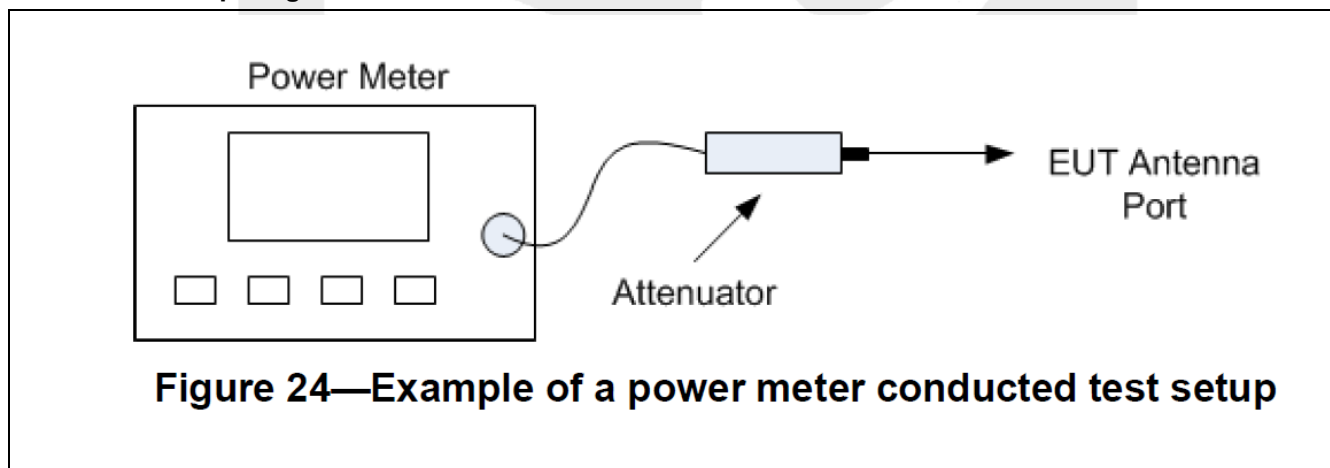 Power Meter
EUT Antenna
Port
Attenuator
Figure 24—Example of a power meter conducted test setup